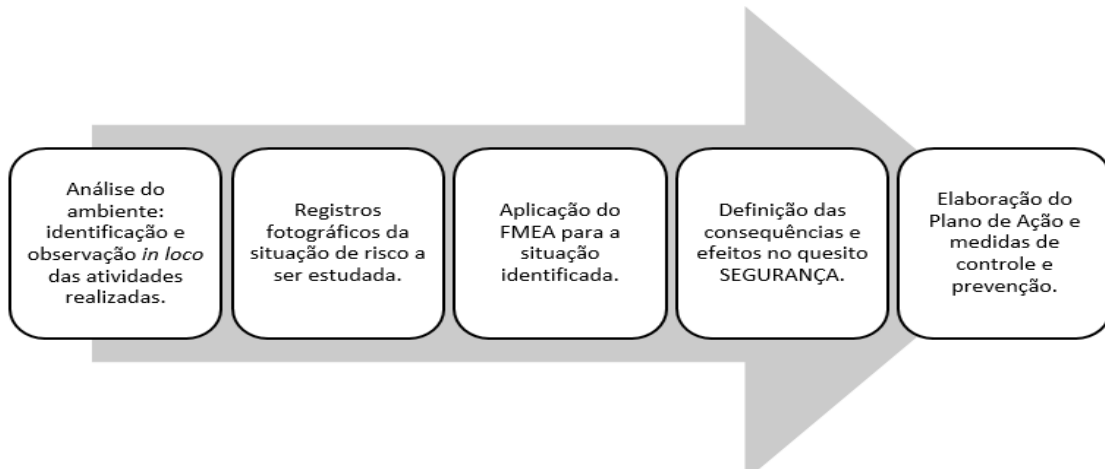 Análise do
ambiente:
identificação e
observação in loco
das atividades
realizadas.
Registros
fotográficos da
situação de risco a
ser estudada.
Aplicação do
FMEA para a
situação
identificada.
Definição das
consequências e
efeitos no quesito
SEGURANÇA.
Elaboração do
Plano de Ação e
medidas de
controle e
prevenção.